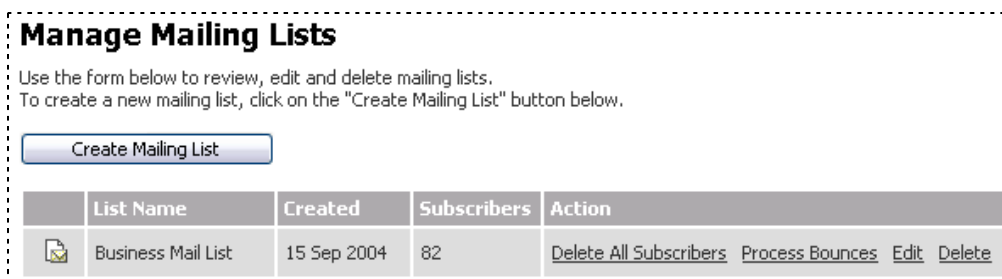 Manage Mailing Lists
Use the form below to review, edit and delete mailing lists.
To create a new mailing list, click on the "Create Mailing List" button below.
Create Mailing List
List Name Created Subscribers Action
Business Mail List 15 Sep 2004 82 Delete All Subscribers Process Bounces Edit Delete